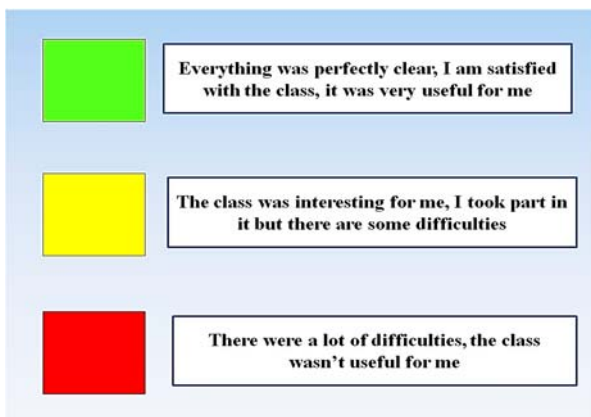 Everything was perfectly clear, I am satisfied
with the class, it was very useful for me
The class was interesting for me, I took part in
it but there are some difficulties
There were a lot of difficulties, the class
wasn't useful for me